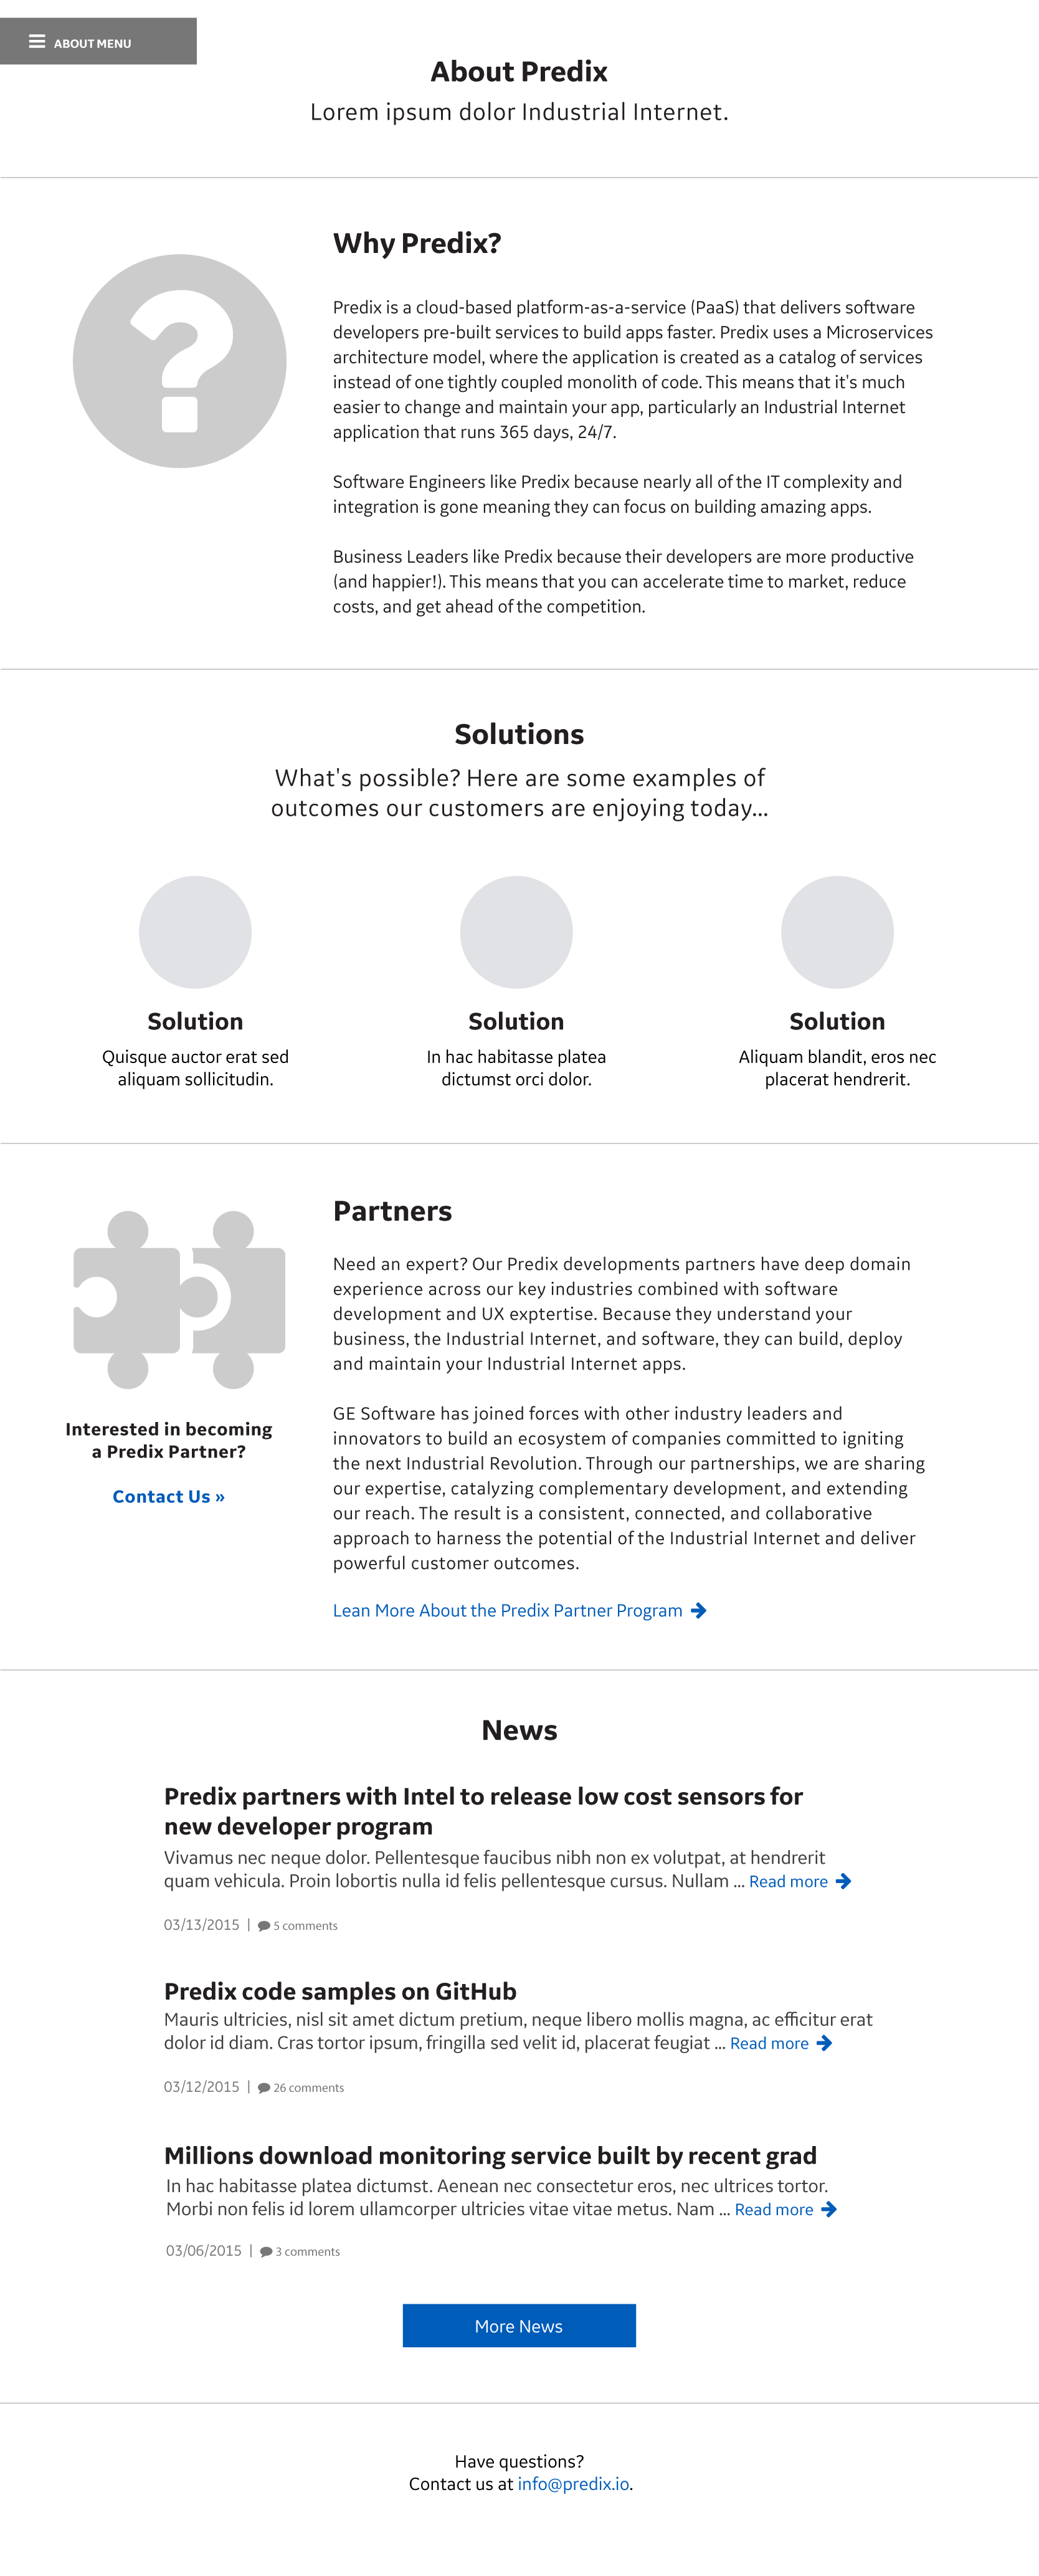 ABOUT MENU
About Predix
Lorem ipsum dolor Industrial Internet.
Why Predix?
Predix is a cloud-based platform-as-a-service (PaaS) that delivers software
developers pre-built services to build apps faster. Predix uses a Microservices
architecture model, where the application is created as a catalog of services
instead of one tightly coupled monolith of code. This means that it's much
easier to change and maintain your app, particularly an Industrial Internet
application that runs 365 days, 24/7.
Software Engineers like Predix because nearly all of the IT complexity and
integration is gone meaning they can focus on building amazing apps.
Business Leaders like Predix because their developers are more productive
(and happier!). This means that you can accelerate time to market, reduce
costs, and get ahead of the competition.
Solutions
What's possible? Here are some examples of
outcomes our customers are enjoying today...
Solution
Quisque auctor erat sed
aliquam sollicitudin.
Solution
In hac habitasse platea
dictumst orci dolor.
Solution
Aliquam blandit, eros nec
placerat hendrerit.
Interested in becoming
a Predix Partner?
Contact Us »
Partners
Need an expert? Our Predix developments partners have deep domain
experience across our key industries combined with software
development and UX exptertise. Because they understand your
business, the Industrial Internet, and software, they can build, deploy
and maintain your Industrial Internet apps.
GE Software has joined forces with other industry leaders and
innovators to build an ecosystem of companies committed to igniting
the next Industrial Revolution. Through our partnerships, we are sharing
our expertise, catalyzing complementary development, and extending
our reach. The result is a consistent, connected, and collaborative
approach to harness the potential of the Industrial Internet and deliver
powerful customer outcomes.
Lean More About the Predix Partner Program
News
Predix partners with Intel to release low cost sensors for
new developer program
Vivamus nec neque dolor. Pellentesque faucibus nibh non ex volutpat, at hendrerit
quam vehicula. Proin lobortis nulla id felis pellentesque cursus. Nullam ... Read more
03/13/2015 | 5 comments
Predix code samples on GitHub
Mauris ultricies, nisl sit amet dictum pretium, neque libero mollis magna, ac efficitur erat
dolor id diam. Cras tortor ipsum, fringilla sed velit id, placerat feugiat ... Read more
03/12/2015 | 26 comments
Millions download monitoring service built by recent grad
In hac habitasse platea dictumst. Aenean nec consectetur eros, nec ultrices tortor.
Morbi non felis id lorem ullamcorper ultricies vitae vitae metus. Nam ... Read more
03/06/2015 | 3 comments
More News
Have questions?
Contact us at info@predix.io.